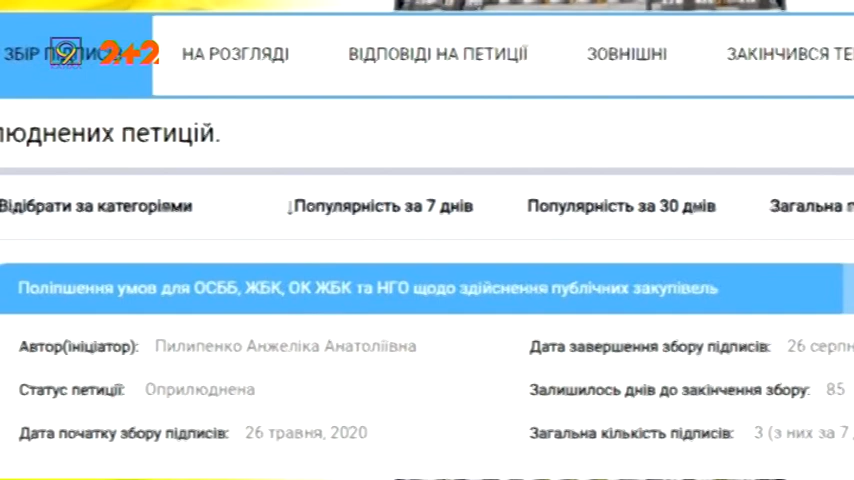 ЗБІР ПІДПИСІВ НА РОЗГЛЯДІ ВІДПОВІДІ НА ПЕТИЦІЇ ЗОВНІШНІ ЗАКІНЧИВСЯ ТЕ
2+2
люднених петицій.
Відібрати за категоріями ↓Популярність за 7 днів Популярність за 30 днів Загальна п
Поліпшення умов для ОСББ, ЖБК, ОК ЖБК та НГО щодо здійснення публічних закупівель
Автор(ініціатор): Пилипенко Анжеліка Анатоліївна Дата завершення збору підписів: 26 серпн
Статус петиції: Оприлюднена Залишилось днів до закінчення збору: 85
Дата початку збору підписів: 26 травня, 2020 Загальна кількість підписів: 3 (з них за 7